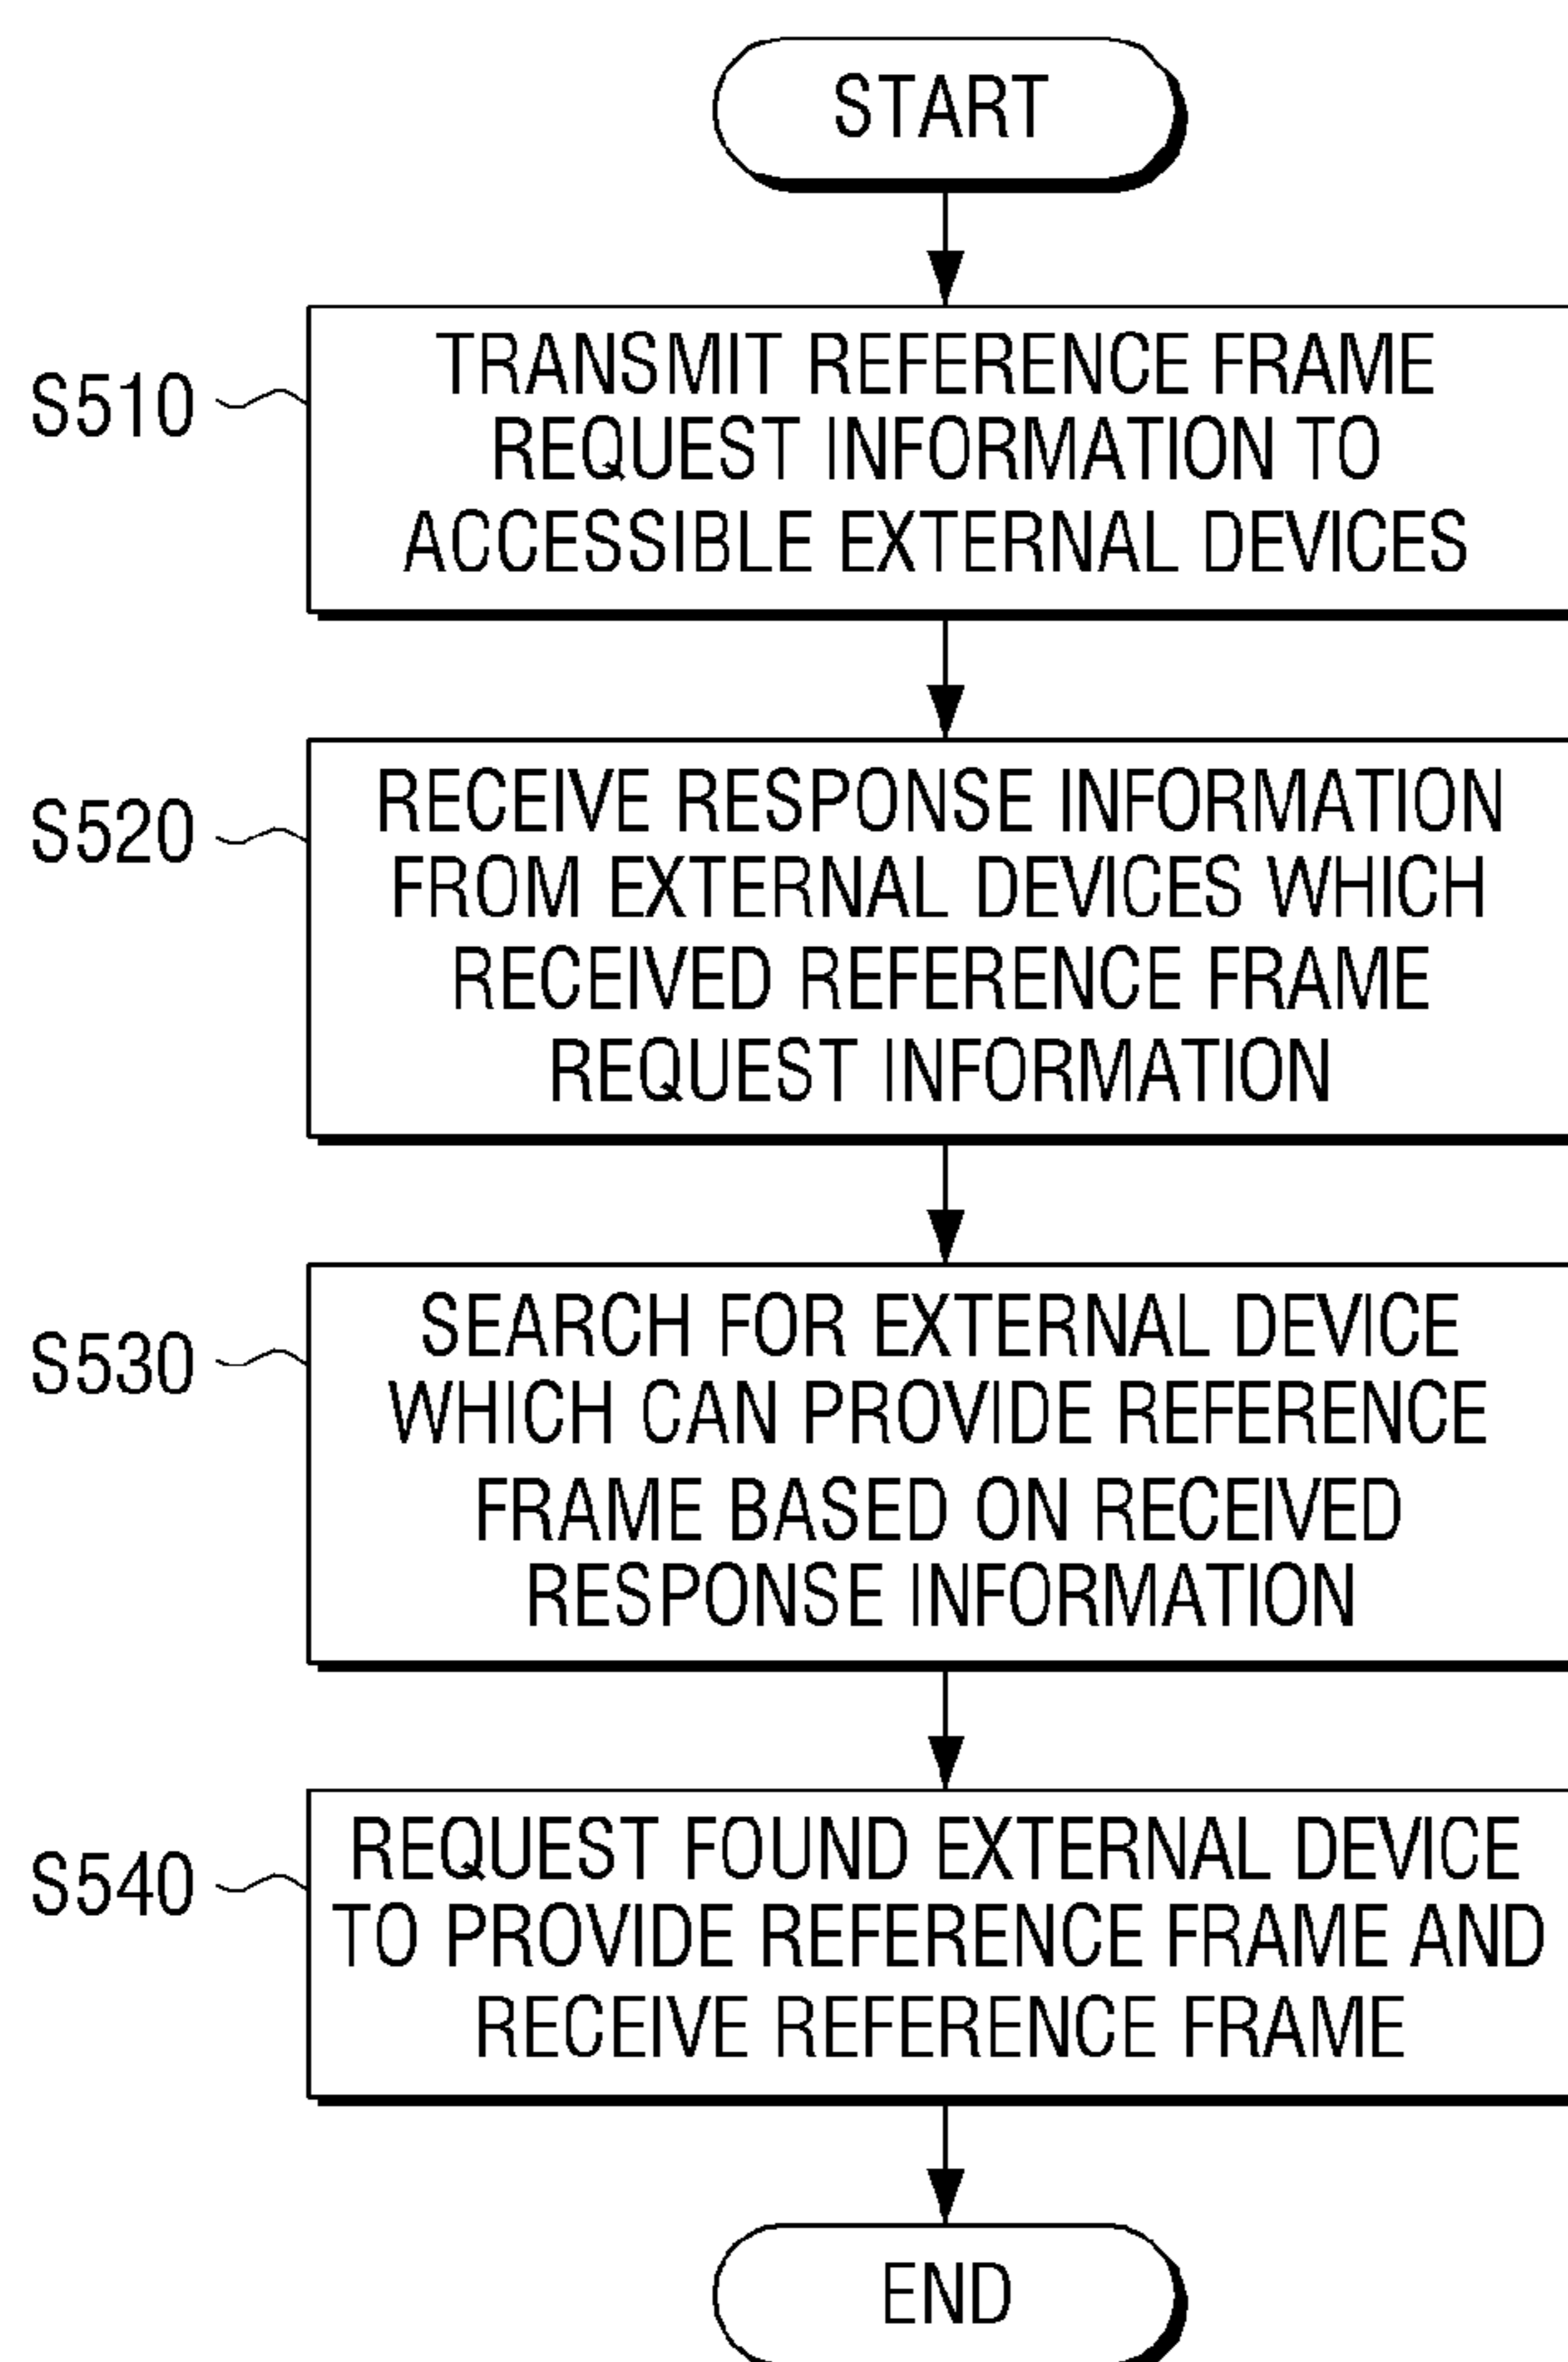 START
S510
TRANSMIT REFERENCE FRAME
REQUEST INFORMATION TO
ACCESSIBLE EXTERNAL DEVICES
S520
RECEIVE RESPONSE INFORMATION
FROM EXTERNAL DEVICES WHICH
RECEIVED REFERENCE FRAME
REQUEST INFORMATION
S530
SEARCH FOR EXTERNAL DEVICE
WHICH CAN PROVIDE REFERENCE
FRAME BASED ON RECEIVED
RESPONSE INFORMATION
S540
REQUEST FOUND EXTERNAL DEVICE
TO PROVIDE REFERENCE FRAME AND
RECEIVE REFERENCE FRAME
END